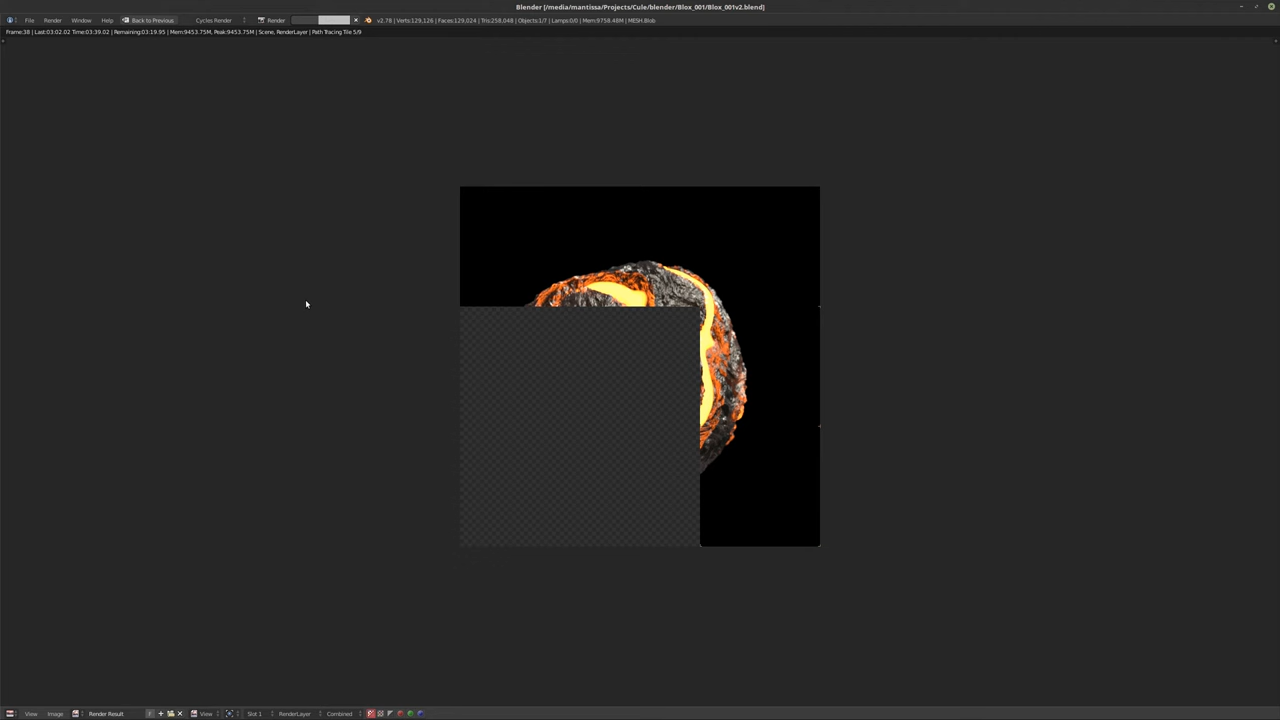 Blender [/media/mantissa/Projects/Cule/blender/Blox_001/Blox_001v2.blend]
File Render Window Help Back to Previous Cycles Render Render v2.78 | Verts:129,126 | Faces:129,024 | Tris:258,048 | Objects:1/7 | Lamps:0/0 | Mem:9758.48M | MESH.Blob
Frame:38 | Last:03:02.02 Time:03:39.02 | Remaining:03:19.95 | Mem:9453.75M, Peak:9453.75M | Scene, RenderLayer | Path Tracing Tile 5/9
View Image Render Result F View Slot 1 RenderLayer Combined